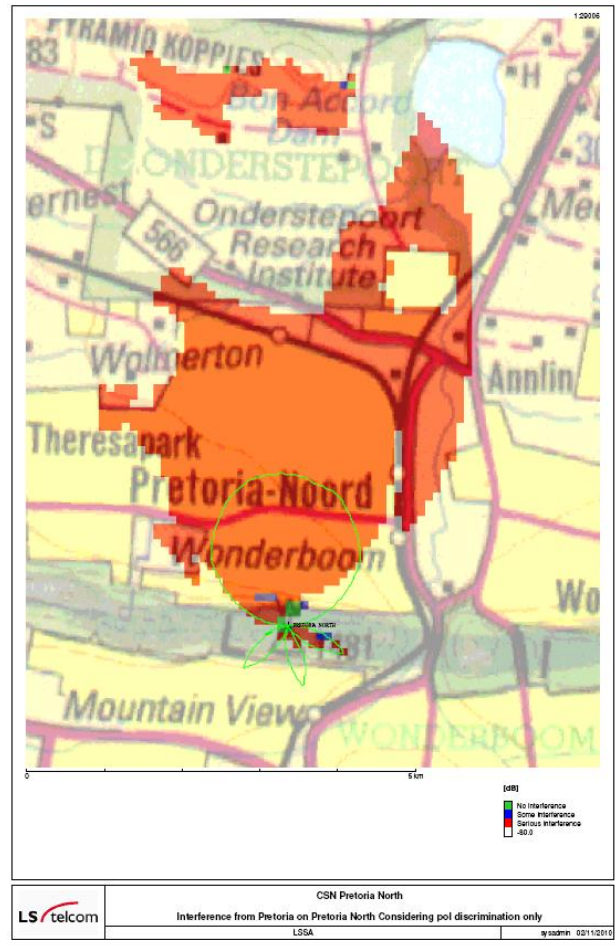 1:29006
PYRAMID KOPPIES
83
H
Bon Accord
Dam
S
DE ONDERSTEPOORT
30
ernest
Onderstepoort
Research
Institute
Mee
566
Wolmerton
Annlin
Theresapark
Pretoria-Noord
Wonderboom
Wo
PRETORIA NORTH
Mountain View
WONDERBOOM
0
5 km
[dB]
No Interference
Some Interference
Serious Interference
-80.0
LS telcom
CSN Pretoria North
Interference from Pretoria on Pretoria North Considering pol discrimination only
LSSA
sysadmin 02/11/2010